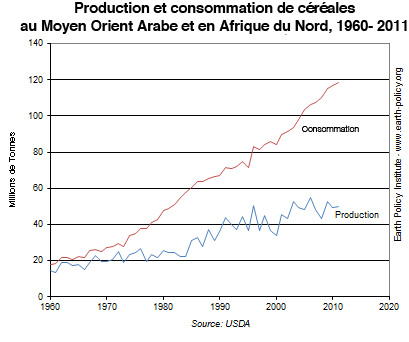 Production et consommation de céréales
au Moyen Orient Arabe et en Afrique du Nord, 1960- 2011
140
120
100
80
60
40
20
0
Millions de Tonnes
Consommation
Production
1960
1970
1980
1990
2000
2010
2020
Source: USDA
Earth Policy Institute - www.earth-policy.org